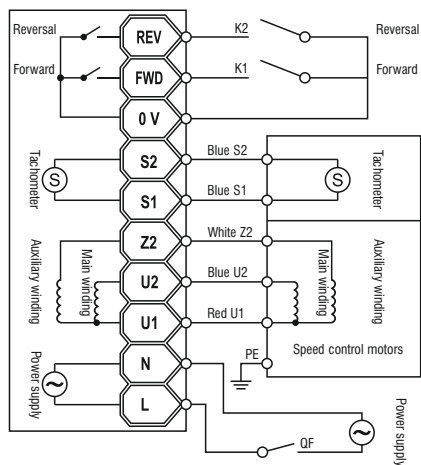 Reversal
REV
K2
Reversal
Forward
FWD
K1
Forward
0 V
Tachometer
S
S2
Blue S2
S
Tachometer
S1
Blue S1
Auxiliary winding
Main winding
Z2
White Z2
Main winding
Auxiliary winding
U2
Blue U2
U1
Red U1
Speed control motors
Power supply
N
PE
L
QF
Power supply